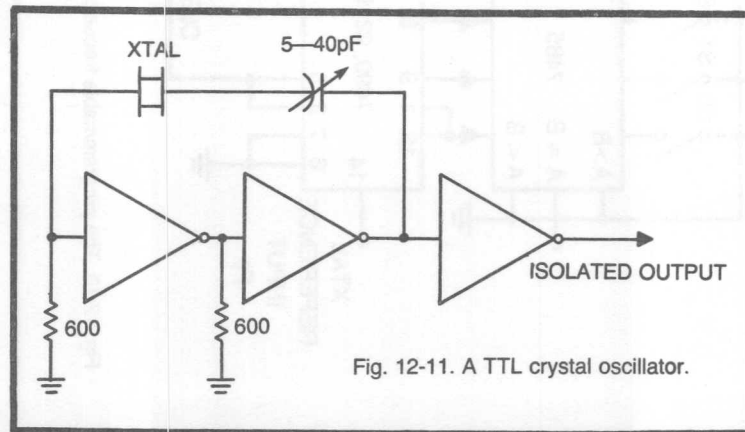 XTAL
5—40pF
600
600
ISOLATED OUTPUT
Fig. 12-11. A TTL crystal oscillator.